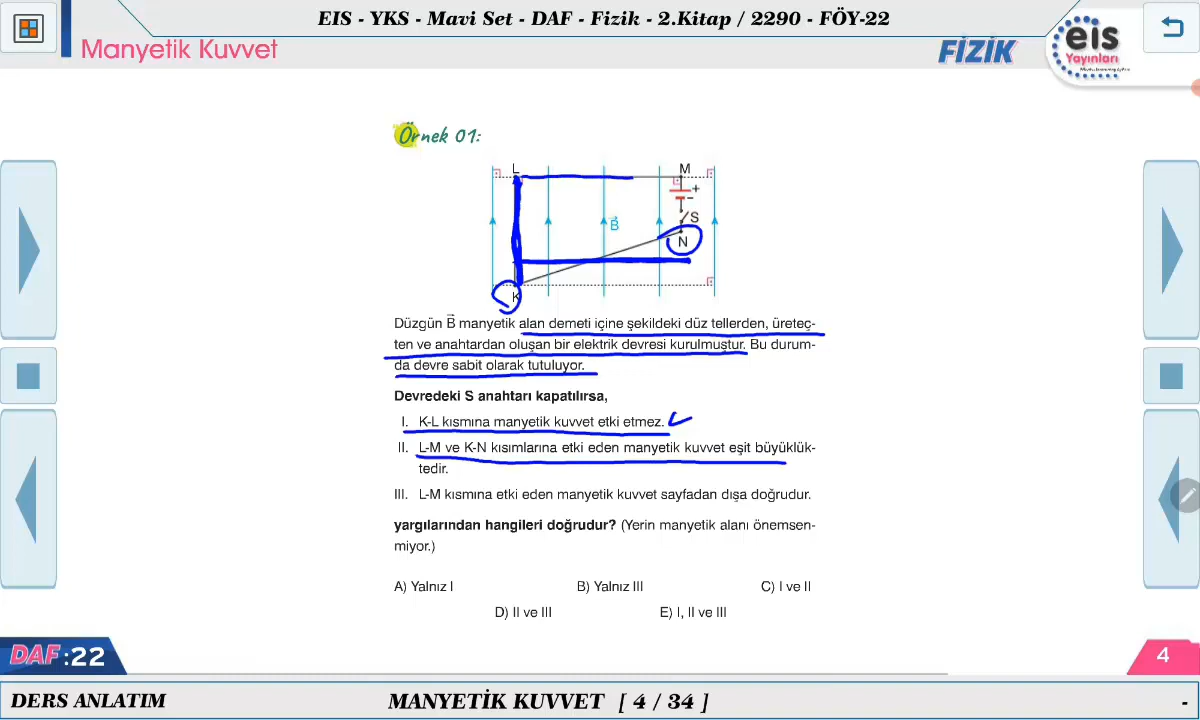 EIS - YKS - Mavi Set - DAF - Fizik - 2.Kitap / 2290 - FÖY-22
Manyetik Kuvvet
FİZİK
eis
Yayınları
Örnek 01:
L
M
+
-
S
B
N
K
Düzgün B manyetik alan demeti içine şekildeki düz tellerden, üreteç-
ten ve anahtardan oluşan bir elektrik devresi kurulmuştur. Bu durum-
da devre sabit olarak tutuluyor.
Devredeki S anahtarı kapatılırsa,
I. K-L kısmına manyetik kuvvet etki etmez.
II. L-M ve K-N kısımlarına etki eden manyetik kuvvet eşit büyüklük-
tedir.
III. L-M kısmına etki eden manyetik kuvvet sayfadan dışa doğrudur.
yargılarından hangileri doğrudur? (Yerin manyetik alanı önemsen-
miyor.)
A) Yalnız I
B) Yalnız III
C) I ve II
D) II ve III
E) I, II ve III
DAF:22
4
DERS ANLATIM
MANYETİK KUVVET [ 4 / 34 ]
-